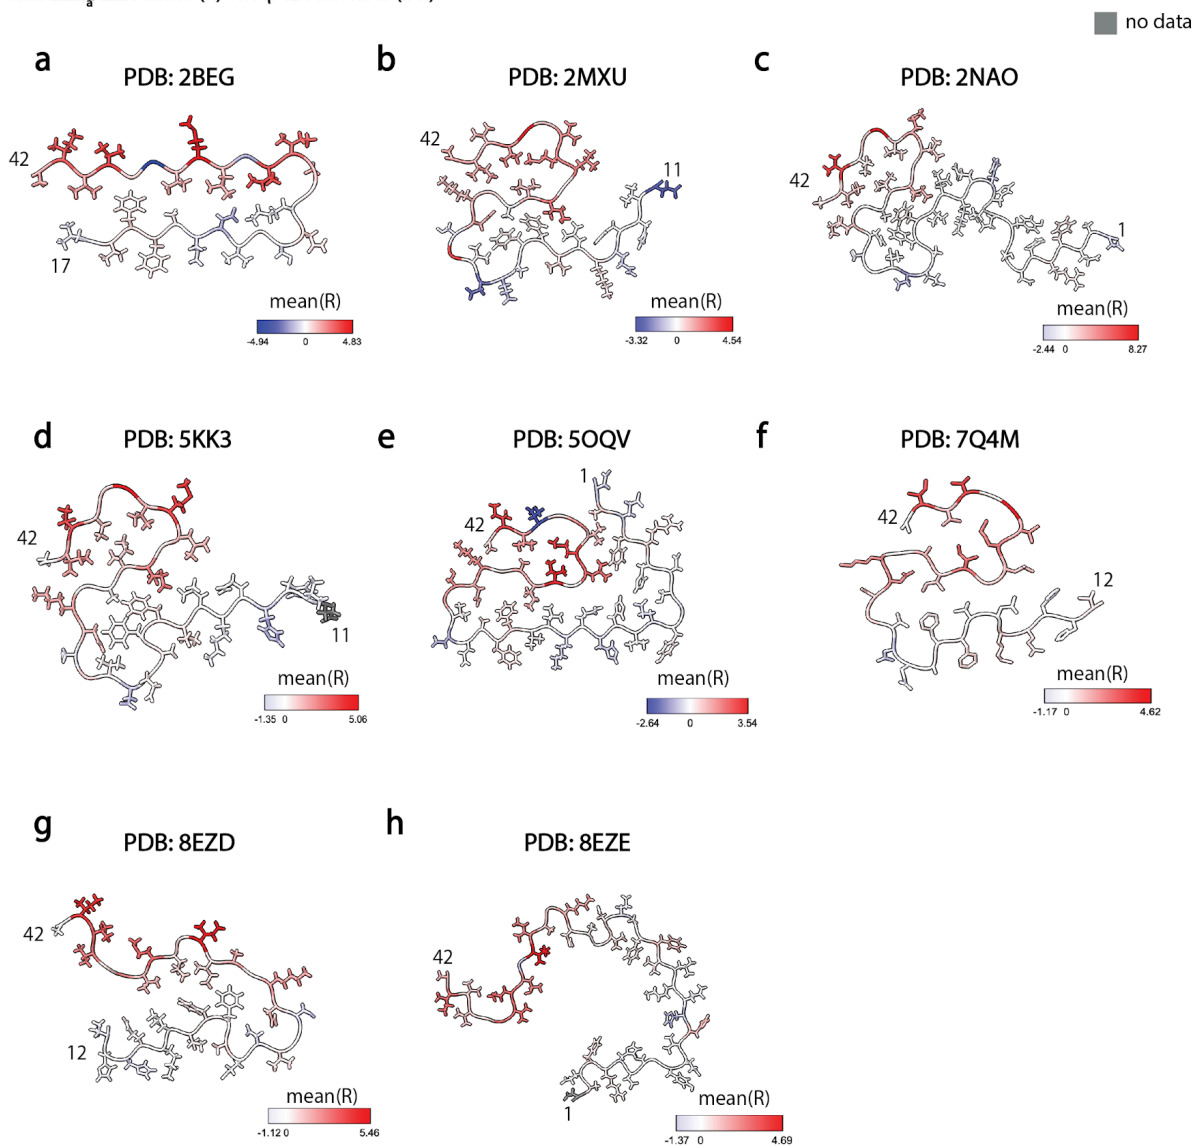 no data
a
PDB: 2BEG
42
17
mean(R)
-4.94 0 4.83
b
PDB: 2MXU
42
11
mean(R)
-3.32 0 4.54
c
PDB: 2NAO
42
1
mean(R)
-2.44 0 8.27
d
PDB: 5KK3
42
11
mean(R)
-1.35 0 5.06
e
PDB: 5OQV
1
42
mean(R)
-2.64 0 3.54
f
PDB: 7Q4M
42
12
mean(R)
-1.17 0 4.62
g
PDB: 8EZD
42
12
mean(R)
-1.12 0 5.46
h
PDB: 8EZE
42
1
mean(R)
-1.37 0 4.69